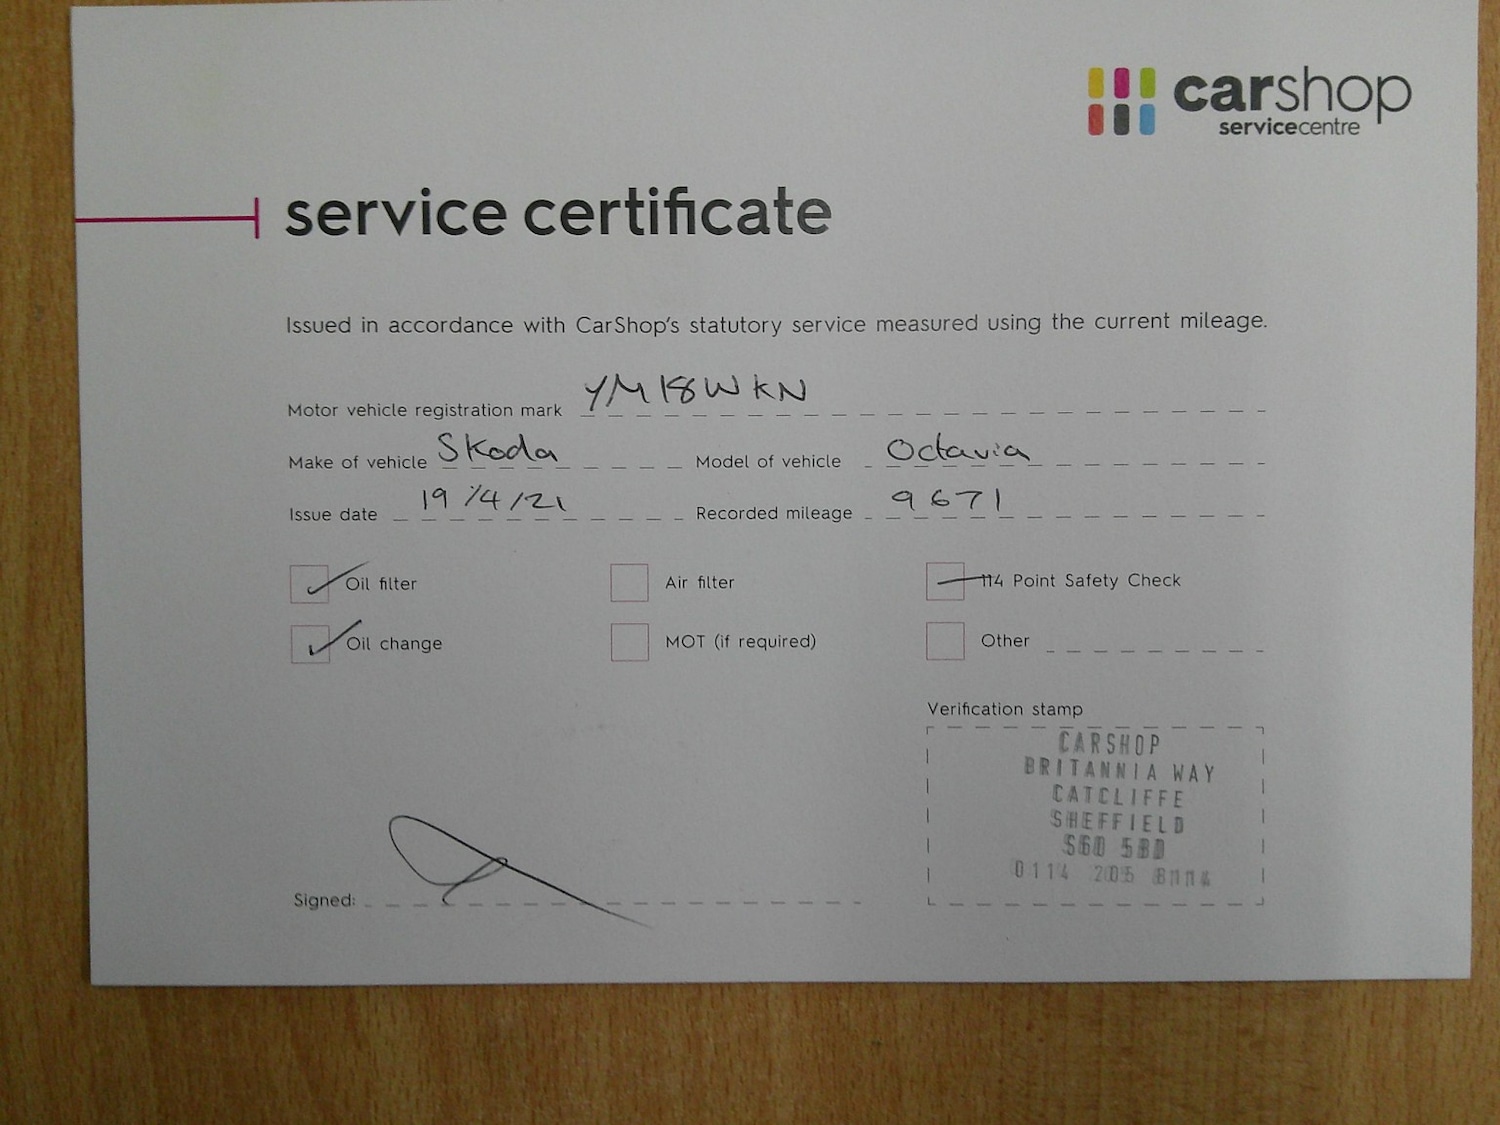 carshop
servicecentre
service certificate
Issued in accordance with CarShop's statutory service measured using the current mileage.
Motor vehicle registration mark YM18WKN
Make of vehicle Skoda Model of vehicle Octavia
Issue date 19/4/21 Recorded mileage 9671
Oil filter Air filter 114 Point Safety Check
Oil change MOT (if required) Other
Verification stamp
CARSHOP
BRITANNIA WAY
CATCLIFFE
SHEFFIELD
S60 5BD
0114 205
Signed: